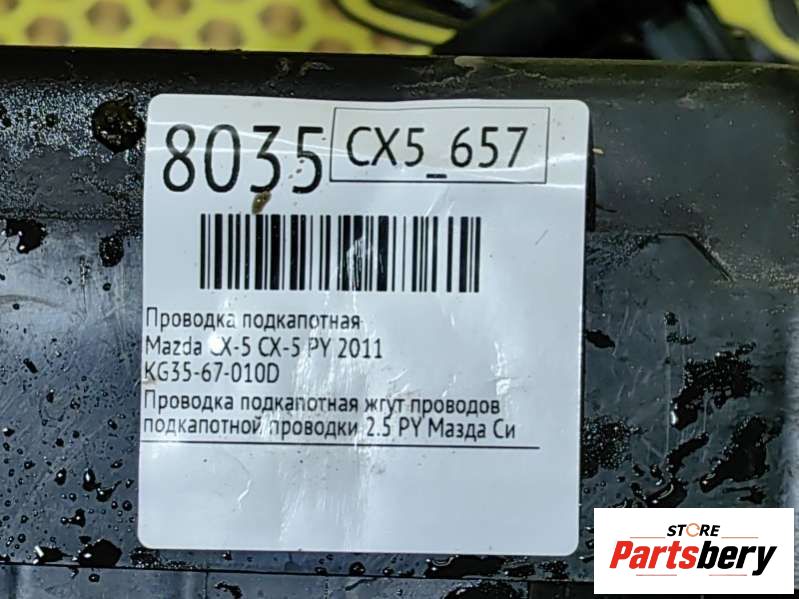 8035 CX5_657
Проводка подкапотная
Mazda CX-5 CX-5 PY 2011
KG35-67-010D
Проводка подкапотная жгут проводов
подкапотной проводки 2.5 PY Мазда Си
STORE
Partsbery